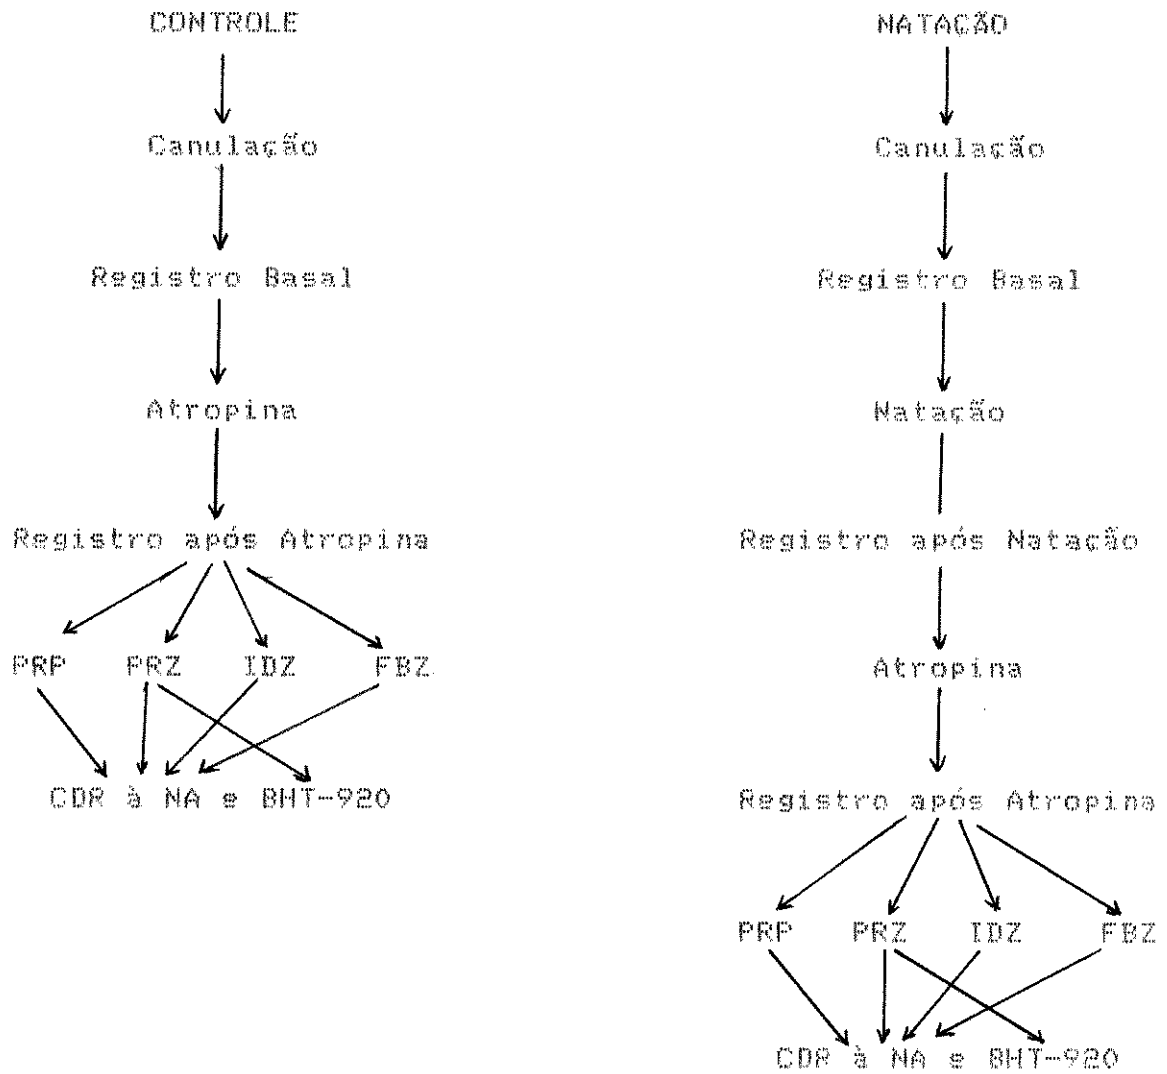 CONTROLE
Canulação
Registro Basal
Atropina
Registro após Atropina
PRP PRZ IDZ FBZ
CDR à NA e BHT-920
NATAÇÃO
Canulação
Registro Basal
Natação
Registro após Natação
Atropina
Registro após Atropina
PRP PRZ IDZ FBZ
CDR à NA e BHT-920